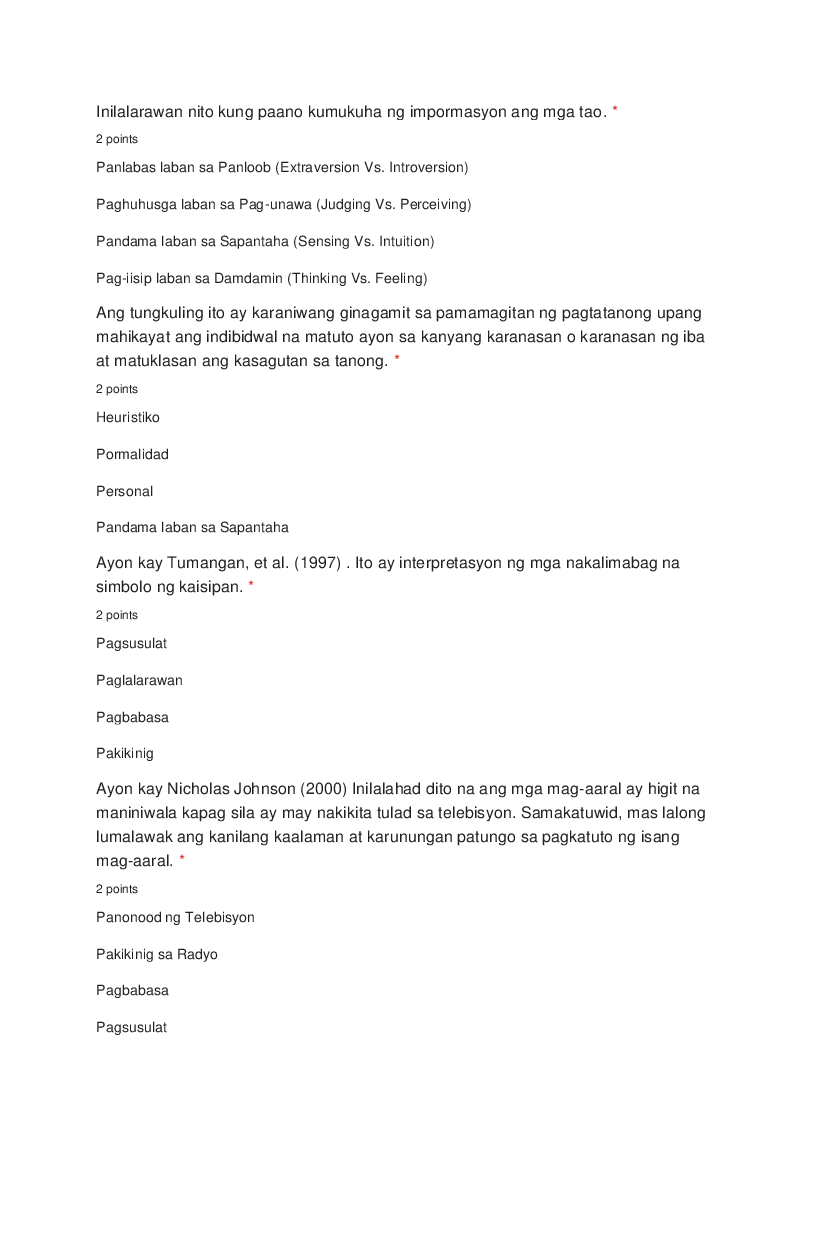 Inilalarawan nito kung paano kumukuha ng impormasyon ang mga tao. *
2 points
Panlabas laban sa Panloob (Extraversion Vs. Introversion)
Paghuhusga laban sa Pag-unawa (Judging Vs. Perceiving)
Pandama laban sa Sapantaha (Sensing Vs. Intuition)
Pag-iisip laban sa Damdamin (Thinking Vs. Feeling)
Ang tungkuling ito ay karaniwang ginagamit sa pamamagitan ng pagtatanong upang
mahikayat ang indibidwal na matuto ayon sa kanyang karanasan o karanasan ng iba
at matuklasan ang kasagutan sa tanong. *
2 points
Heuristiko
Pormalidad
Personal
Pandama laban sa Sapantaha
Ayon kay Tumangan, et al. (1997) . Ito ay interpretasyon ng mga nakalimabag na
simbolo ng kaisipan. *
2 points
Pagsusulat
Paglalarawan
Pagbabasa
Pakikinig
Ayon kay Nicholas Johnson (2000) Inilalahad dito na ang mga mag-aaral ay higit na
maniniwala kapag sila ay may nakikita tulad sa telebisyon. Samakatuwid, mas lalong
lumalawak ang kanilang kaalaman at karunungan patungo sa pagkatuto ng isang
mag-aaral. *
2 points
Panonood ng Telebisyon
Pakikinig sa Radyo
Pagbabasa
Pagsusulat